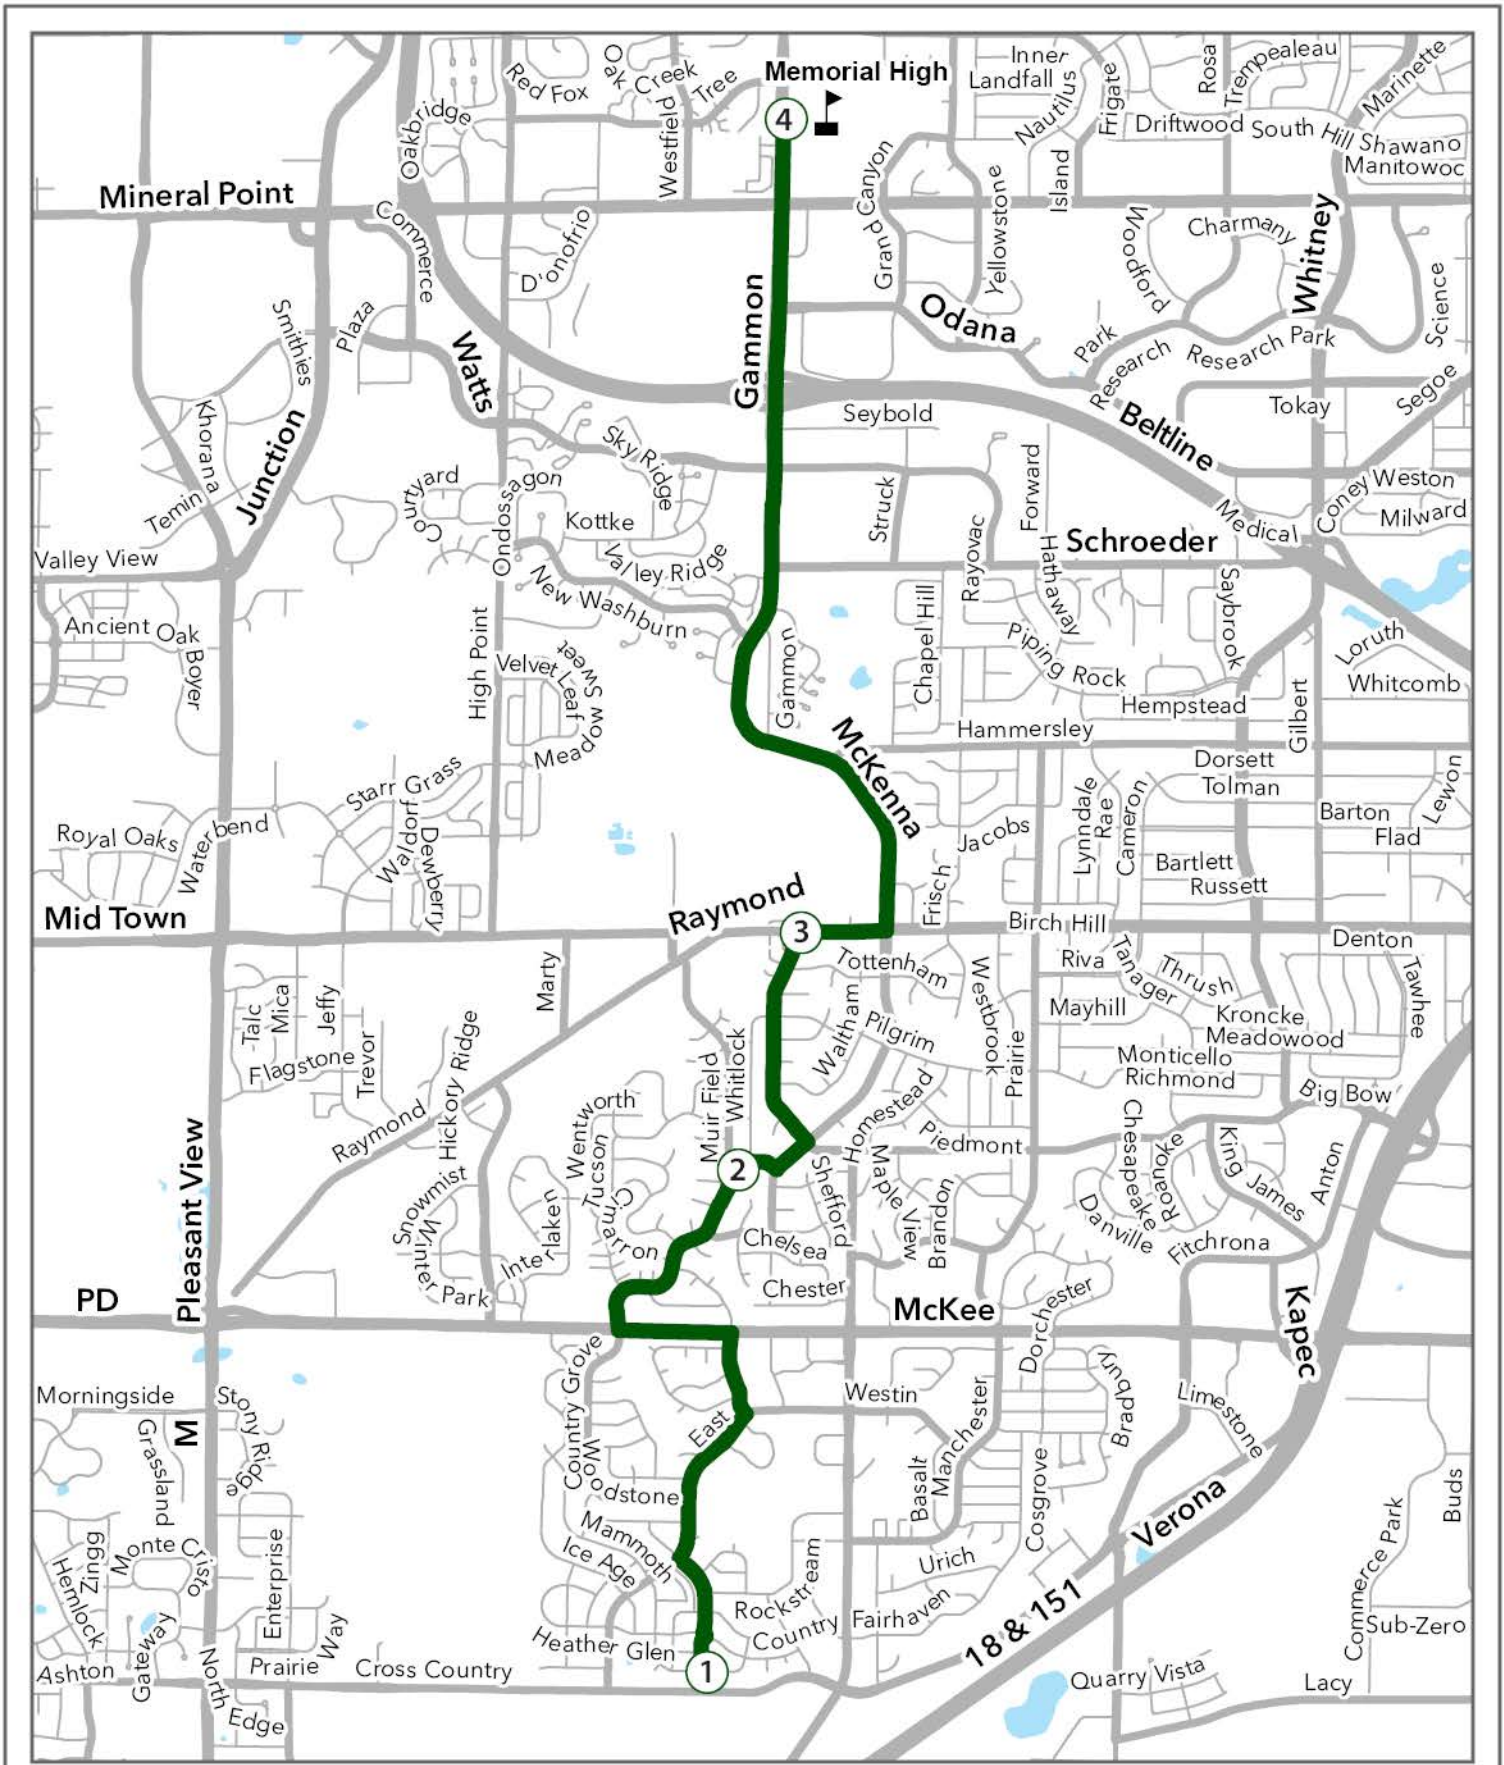 Memorial High
4
Inner
Landfall
Nautilus
Frigate
Rosa
Trempealeau
Marinette
Oak
Creek
Tree
Red Fox
Westfield
Oakbridge
Driftwood
South Hill
Shawano
Manitowoc
Island
Grand Canyon
Yellowstone
Mineral Point
Commerce
D'onofrio
Woodford
Charmany
Whitney
Science
Smithies
Plaza
Watts
Gammon
Odana
Park
Research
Research Park
Segoe
Khorana
Junction
Seybold
Beltline
Tokay
Sky Ridge
Temin
Courtyard
Ondossagon
Kottke
Struck
Rayovac
Forward
Coney Weston
Milward
Medical
Valley View
Valley Ridge
New Washburn
Schroeder
Hathaway
Saybrook
Ancient Oak
Boyer
High Point
Velvet Leaf
Sweet
Meadow
Gammon
Chapel Hill
Piping Rock
Loruth
Whitcomb
Hempstead
Gilbert
McKenna
Hammersley
Dorsett
Tolman
Starr Grass
Waldorf
Dewberry
Royal Oaks
Waterbend
Jacobs
Frisch
Lyndale
Rae
Cameron
Barton
Lewon
Flad
Bartlett
Russett
Mid Town
Raymond
3
Birch Hill
Denton
Marty
Tottenham
Westbrook
Riva
Tanager
Thrush
Tawhee
Talc
Mica
Jeffy
Trevor
Flagstone
Hickory Ridge
Raymond
Muir Field
Whitlock
Waltham
Pilgrim
Prairie
Mayhill
Kroncke
Meadowood
Monticello
Richmond
Big Bow
Wentworth
Tucson
Cimarron
2
Homestead
Piedmont
Shefford
Maple View
Brandon
Chesapeake
Roanoke
King James
Anton
Danville
Fitchrona
Pleasant View
Snowmist
Winter Park
Interlaken
Chelsea
Chester
PD
McKee
Dorchester
Kapec
Country Grove
Morningside
Stony Ridge
M
Grassland
East
Westin
Manchester
Bradbury
Limestone
Woodstone
Basalt
Cosgrove
Verona
Buds
Mammoth
Ice Age
Zingg
Monte Cristo
Hemlock
Enterprise
Urich
Commerce Park
Rockstream
Country
Fairhaven
18 & 151
Sub-Zero
Gateway
Way
Heather Glen
1
Ashton
North Edge
Prairie
Cross Country
Quarry Vista
Lacy